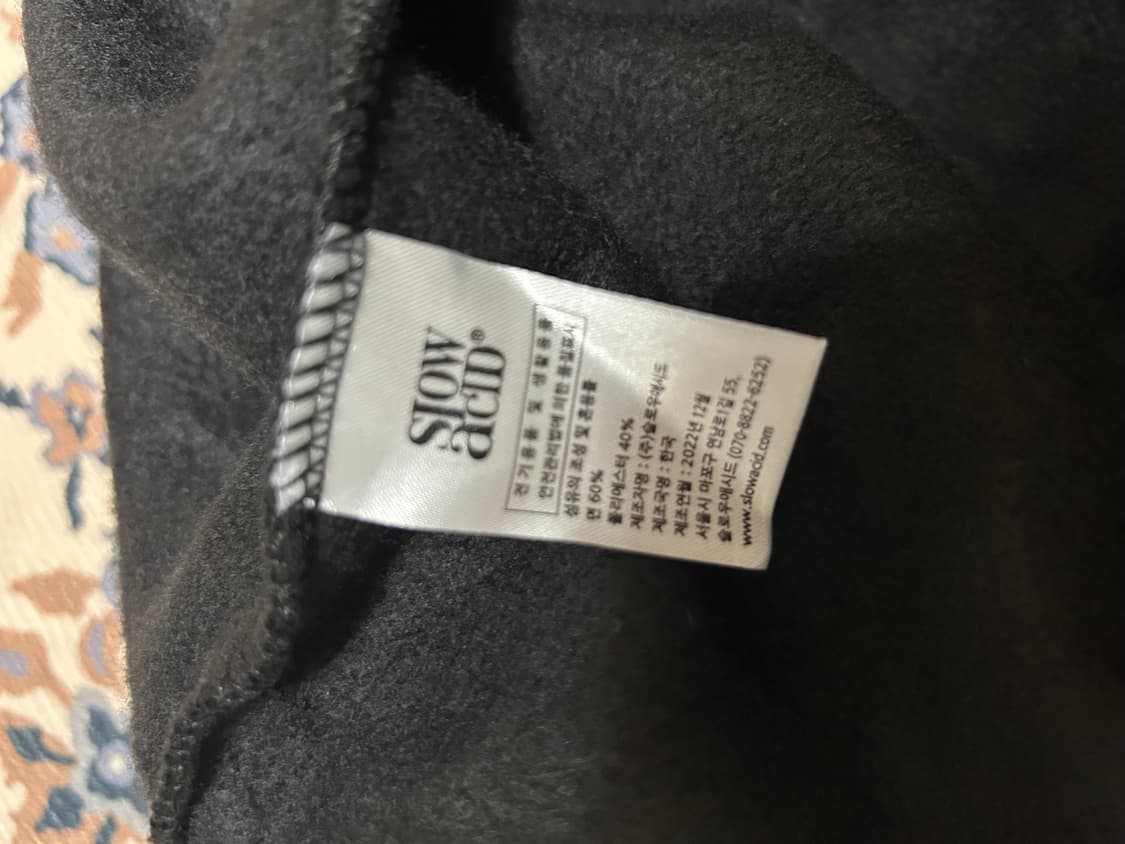 slow
acid®
전기용품 및 생활용품
안전관리법에 의한 품질표시
섬유의 조성 및 혼용률
면 60%
폴리에스터 40%
제조자명 : (주)슬로우애시드
제조국명 : 한국
제조연월 : 2022년 12월
서울시 마포구 연남로1길 55,
슬로우애시드 (070-8822-6252)
www.slowacid.com